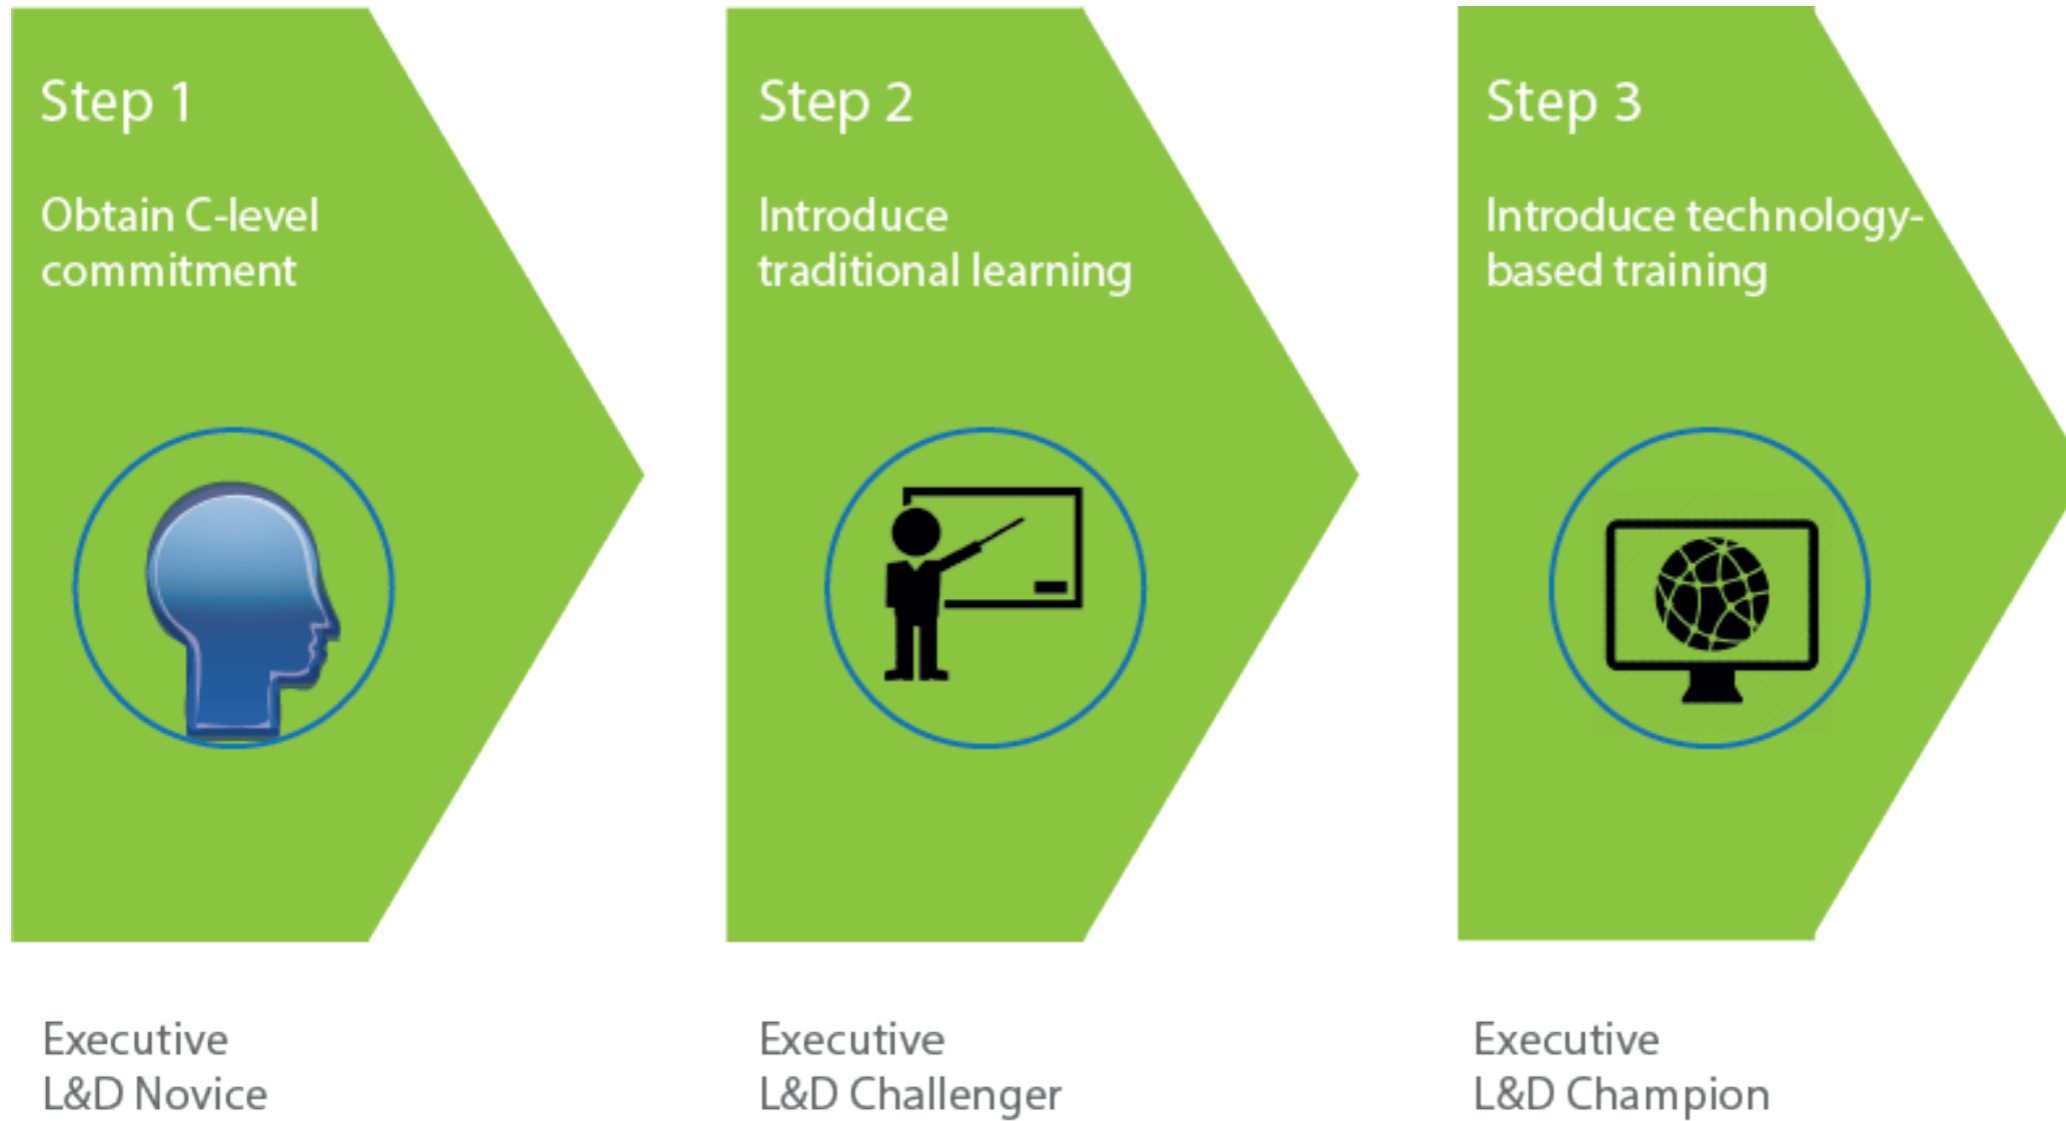 Step 1
Obtain C-level
commitment
Executive
L&D Novice
Step 2
Introduce
traditional learning
Executive
L&D Challenger
Step 3
Introduce technology-
based training
Executive
L&D Champion